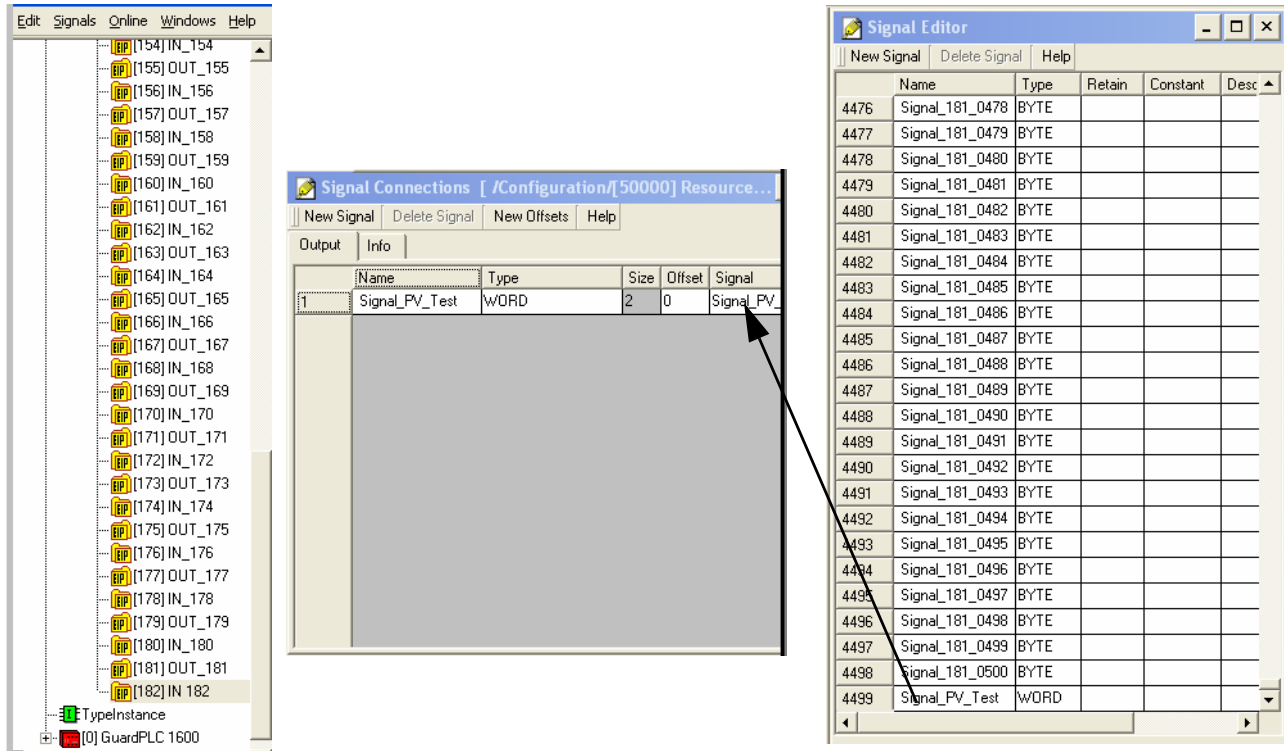 Edit Signals Online Windows Help
[154] IN_154
[155] OUT_155
[156] IN_156
[157] OUT_157
[158] IN_158
[159] OUT_159
[160] IN_160
[161] OUT_161
[162] IN_162
[163] OUT_163
[164] IN_164
[165] OUT_165
[166] IN_166
[167] OUT_167
[168] IN_168
[169] OUT_169
[170] IN_170
[171] OUT_171
[172] IN_172
[173] OUT_173
[174] IN_174
[175] OUT_175
[176] IN_176
[177] OUT_177
[178] IN_178
[179] OUT_179
[180] IN_180
[181] OUT_181
[182] IN 182
TypeInstance
[0] GuardPLC 1600
Signal Connections [ /Configuration/[50000] Resource...
New Signal Delete Signal New Offsets Help
Output Info
Name Type Size Offset Signal
1 Signal_PV_Test WORD 2 0 Signal_PV_
Signal Editor
New Signal Delete Signal Help
Name Type Retain Constant Desc
4476 Signal_181_0478 BYTE
4477 Signal_181_0479 BYTE
4478 Signal_181_0480 BYTE
4479 Signal_181_0481 BYTE
4480 Signal_181_0482 BYTE
4481 Signal_181_0483 BYTE
4482 Signal_181_0484 BYTE
4483 Signal_181_0485 BYTE
4484 Signal_181_0486 BYTE
4485 Signal_181_0487 BYTE
4486 Signal_181_0488 BYTE
4487 Signal_181_0489 BYTE
4488 Signal_181_0490 BYTE
4489 Signal_181_0491 BYTE
4490 Signal_181_0492 BYTE
4491 Signal_181_0493 BYTE
4492 Signal_181_0494 BYTE
4493 Signal_181_0495 BYTE
4494 Signal_181_0496 BYTE
4495 Signal_181_0497 BYTE
4496 Signal_181_0498 BYTE
4497 Signal_181_0499 BYTE
4498 Signal_181_0500 BYTE
4499 Signal_PV_Test WORD